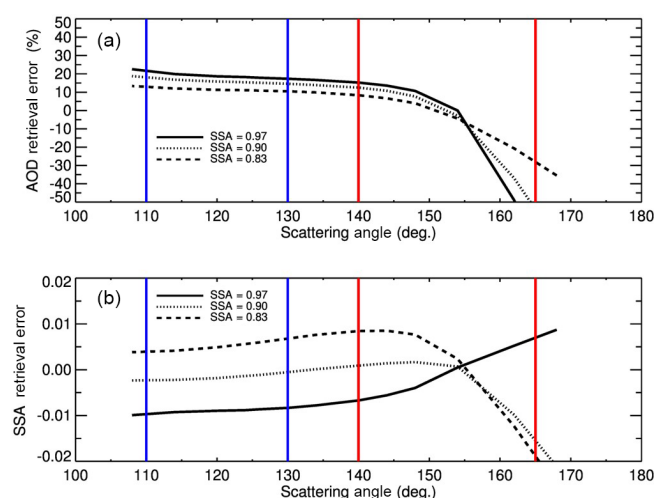 (a)
AOD retrieval error (%)
50
40
30
20
10
0
-10
-20
-30
-40
-50
SSA = 0.97
SSA = 0.90
SSA = 0.83
100 110 120 130 140 150 160 170 180
Scattering angle (deg.)
(b)
SSA retrieval error
0.02
0.01
0.00
-0.01
-0.02
SSA = 0.97
SSA = 0.90
SSA = 0.83
100 110 120 130 140 150 160 170 180
Scattering angle (deg.)